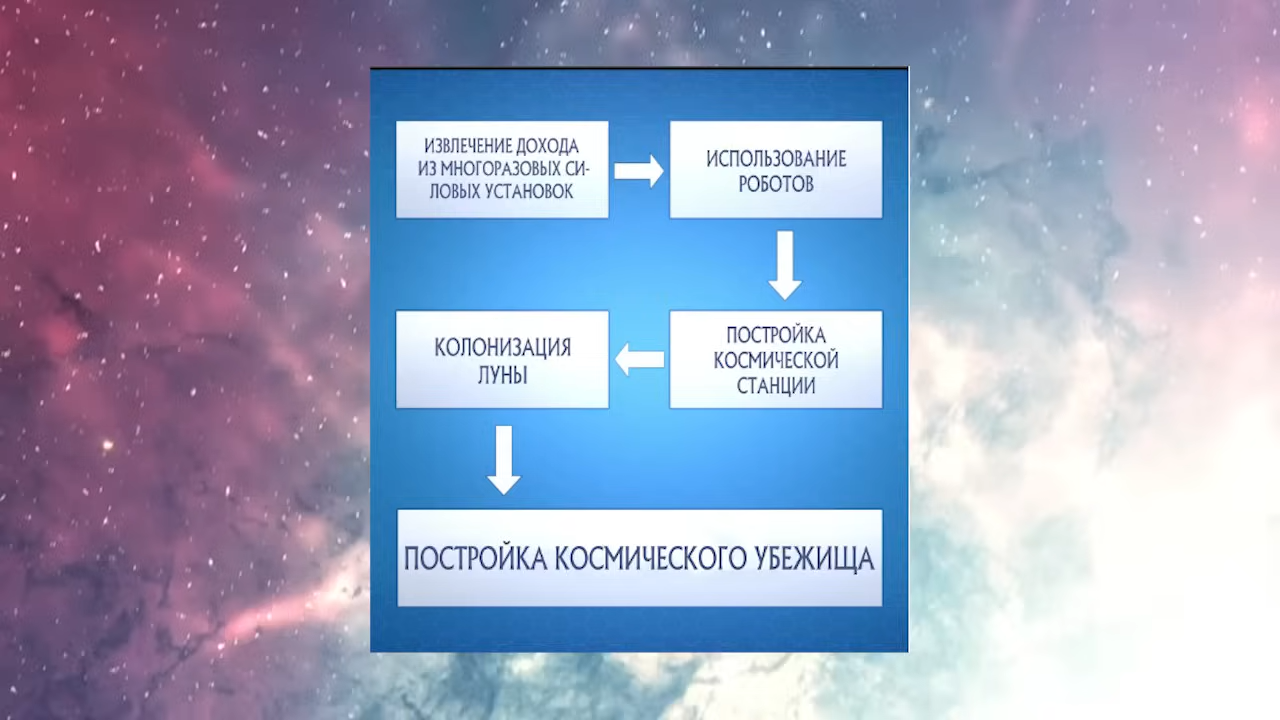 ИЗВЛЕЧЕНИЕ ДОХОДА
ИЗ МНОГОРАЗОВЫХ СИ-
ЛОВЫХ УСТАНОВОК
ИСПОЛЬЗОВАНИЕ
РОБОТОВ
ПОСТРОЙКА
КОСМИЧЕСКОЙ
СТАНЦИИ
КОЛОНИЗАЦИЯ
ЛУНЫ
ПОСТРОЙКА КОСМИЧЕСКОГО УБЕЖИЩА